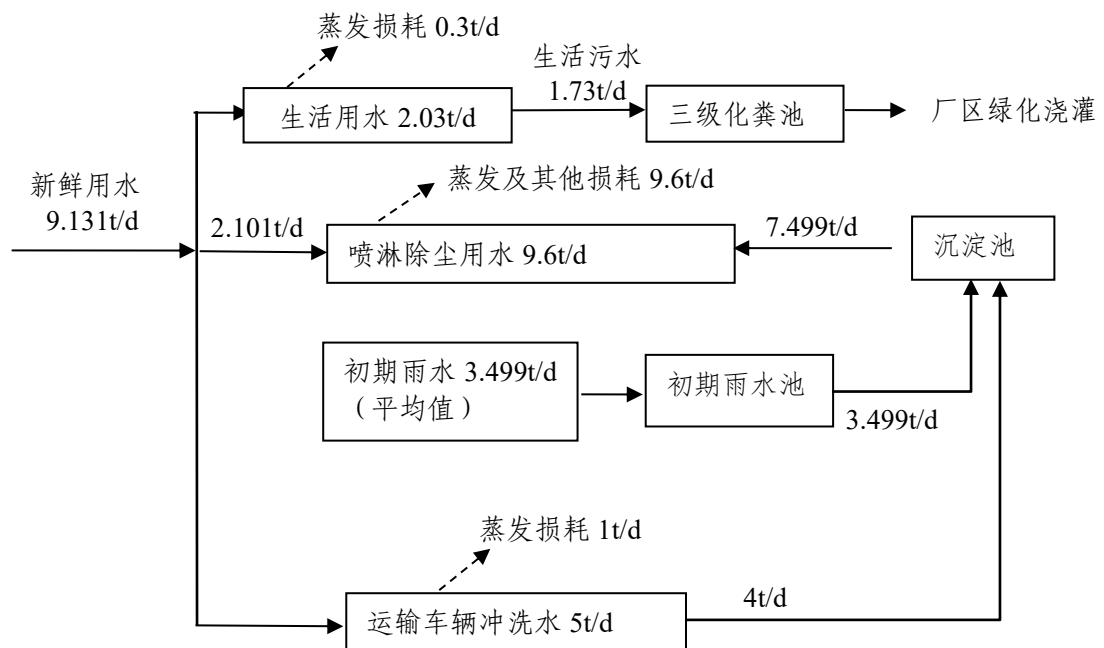 蒸发损耗 0.3t/d
生活污水
1.73t/d
生活用水 2.03t/d
三级化粪池
厂区绿化浇灌
蒸发及其他损耗 9.6t/d
新鲜用水
9.131t/d
2.101t/d
喷淋除尘用水 9.6t/d
7.499t/d
沉淀池
初期雨水 3.499t/d
（平均值）
初期雨水池
3.499t/d
蒸发损耗 1t/d
运输车辆冲洗水 5t/d
4t/d